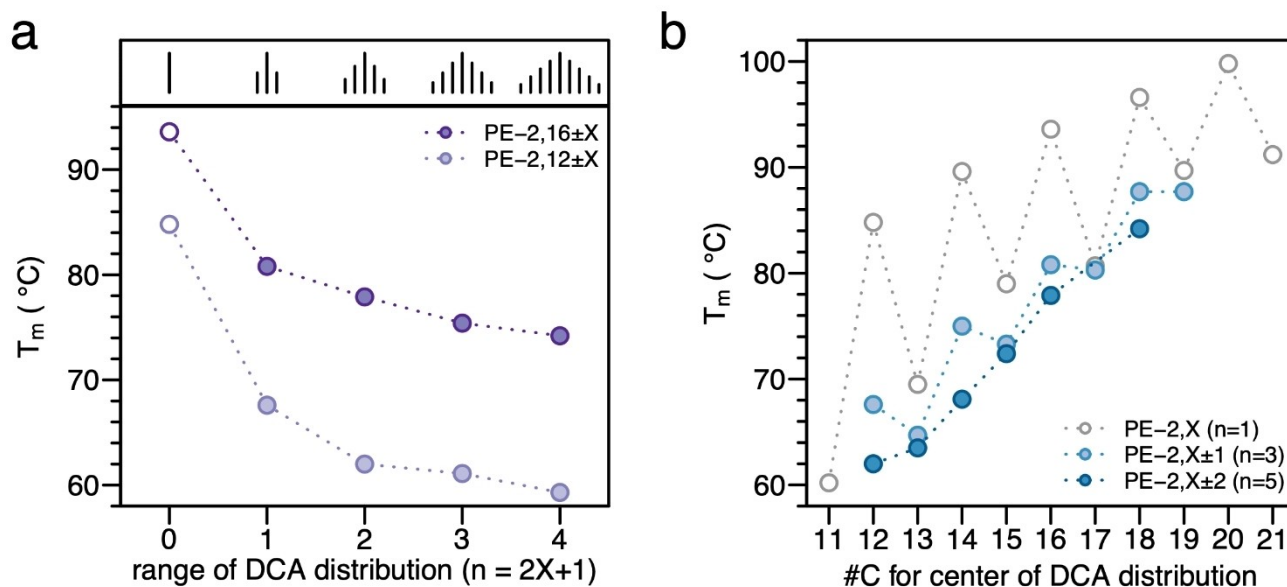 a
PE−2,16±X
PE−2,12±X
90
80
70
60
Tm ( °C)
0 1 2 3 4
range of DCA distribution (n = 2X+1)
b
100
90
80
70
60
Tm ( °C)
PE−2,X (n=1)
PE−2,X±1 (n=3)
PE−2,X±2 (n=5)
11 12 13 14 15 16 17 18 19 20 21
#C for center of DCA distribution